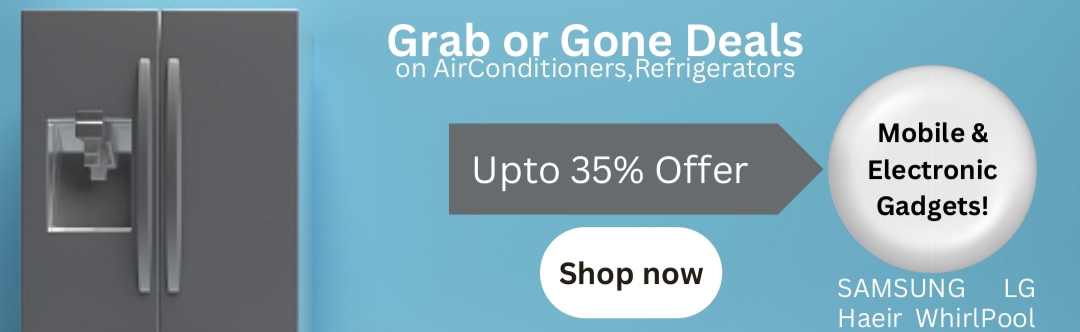 Grab or Gone Deals
on AirConditioners,Refrigerators
Upto 35% Offer
Mobile &
Electronic
Gadgets!
Shop now
SAMSUNG LG
Haeir WhirlPool